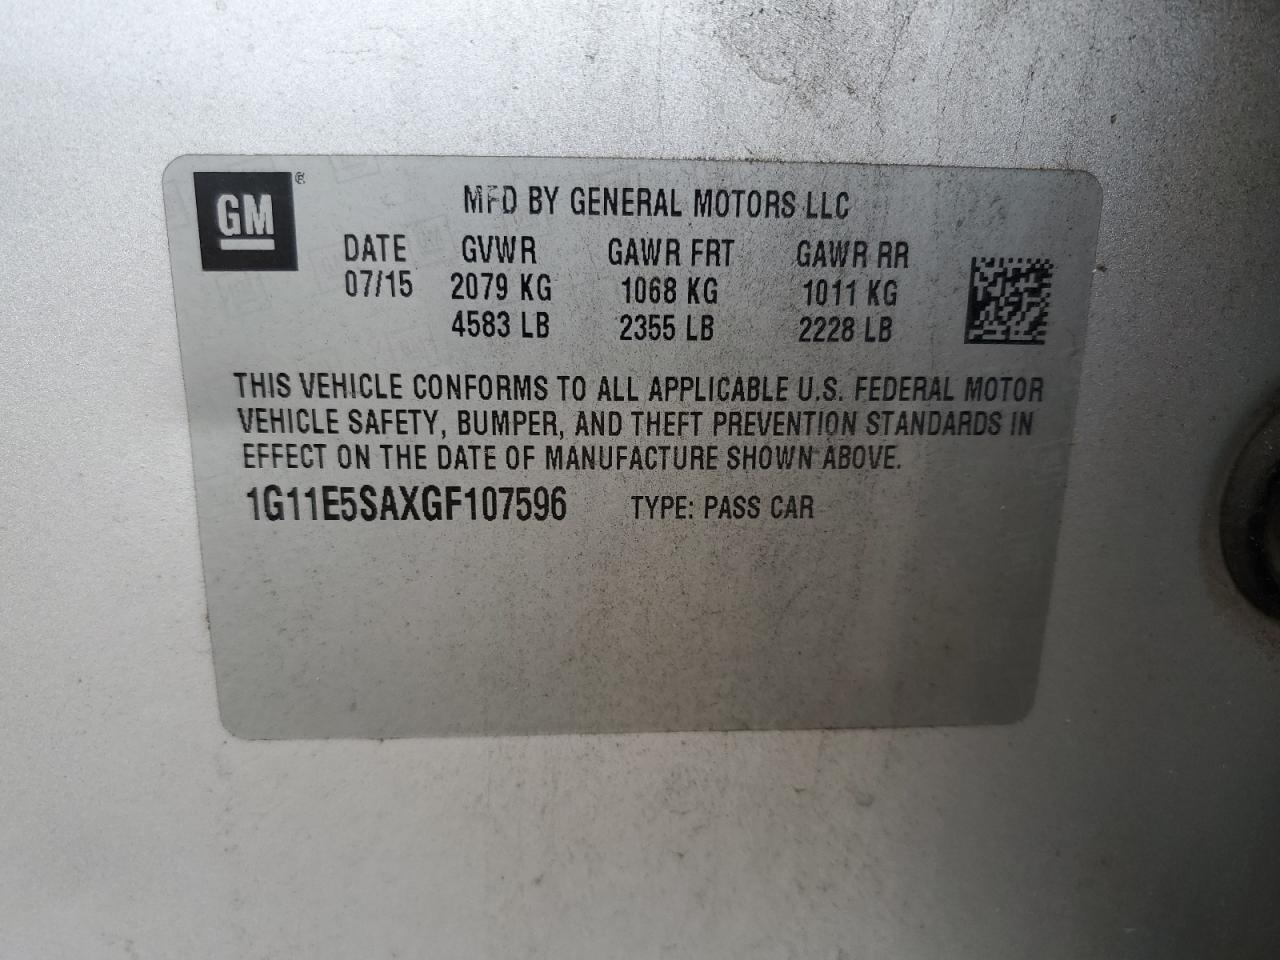 GM®
MFD BY GENERAL MOTORS LLC
DATE GVWR GAWR FRT GAWR RR
07/15 2079 KG 1068 KG 1011 KG
4583 LB 2355 LB 2228 LB
THIS VEHICLE CONFORMS TO ALL APPLICABLE U.S. FEDERAL MOTOR
VEHICLE SAFETY, BUMPER, AND THEFT PREVENTION STANDARDS IN
EFFECT ON THE DATE OF MANUFACTURE SHOWN ABOVE.
1G11E5SAXGF107596 TYPE: PASS CAR